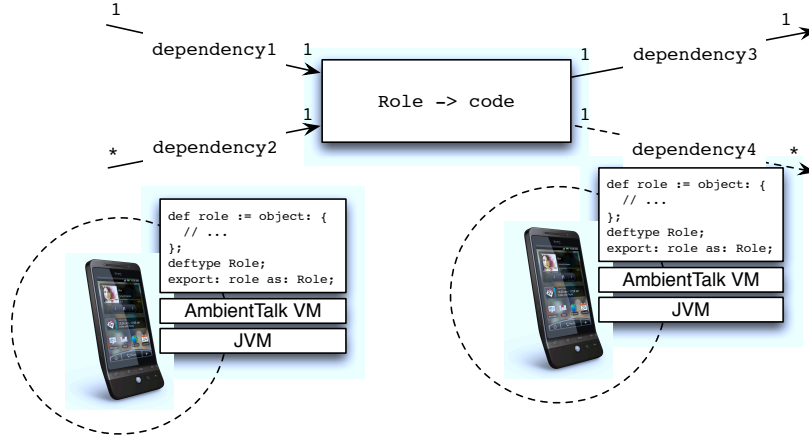 1
1
dependency1
1
1
dependency3
Role -> code
1
1
*
dependency2
*
dependency4
def role := object: {
// ...
};
deftype Role;
export: role as: Role;
AmbientTalk VM
JVM
def role := object: {
// ...
};
deftype Role;
export: role as: Role;
AmbientTalk VM
JVM